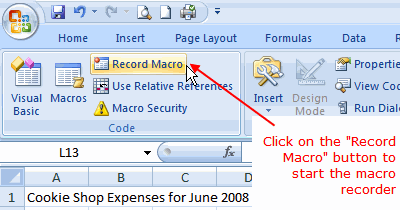 Home Insert Page Layout Formulas Data
Record Macro
Use Relative References
Macro Security
Visual Basic
Macros
Code
Insert
Design Mode
Properties
View Co
Run Dialo
L13
fx
A B C D
1 Cookie Shop Expenses for June 2008
Click on the "Record
Macro" button to
start the macro
recorder